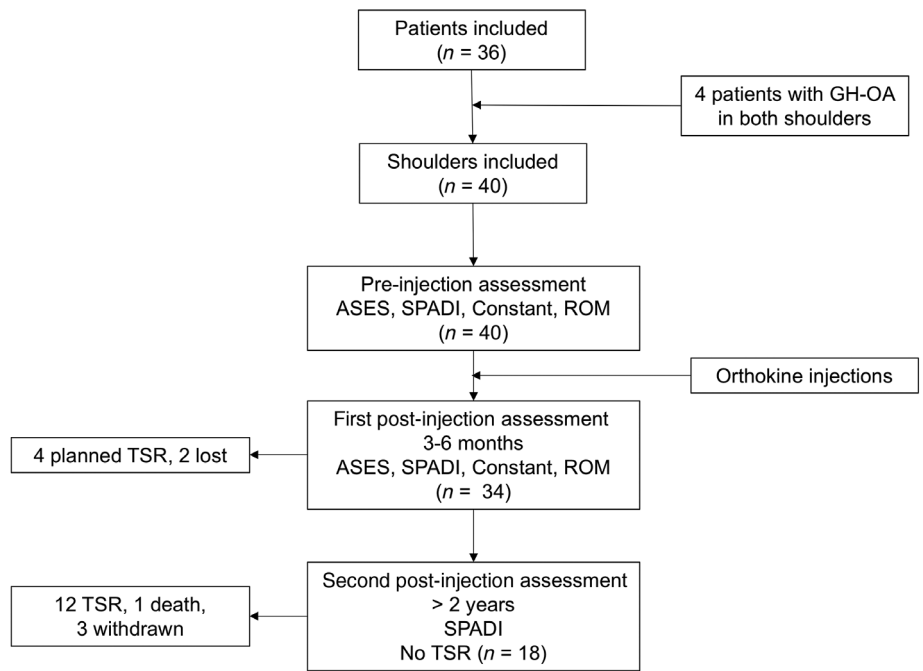 Patients included
(n = 36)
4 patients with GH-OA
in both shoulders
Shoulders included
(n = 40)
Pre-injection assessment
ASES, SPADI, Constant, ROM
(n = 40)
Orthokine injections
First post-injection assessment
3-6 months
ASES, SPADI, Constant, ROM
(n = 34)
4 planned TSR, 2 lost
Second post-injection assessment
> 2 years
SPADI
No TSR (n = 18)
12 TSR, 1 death,
3 withdrawn